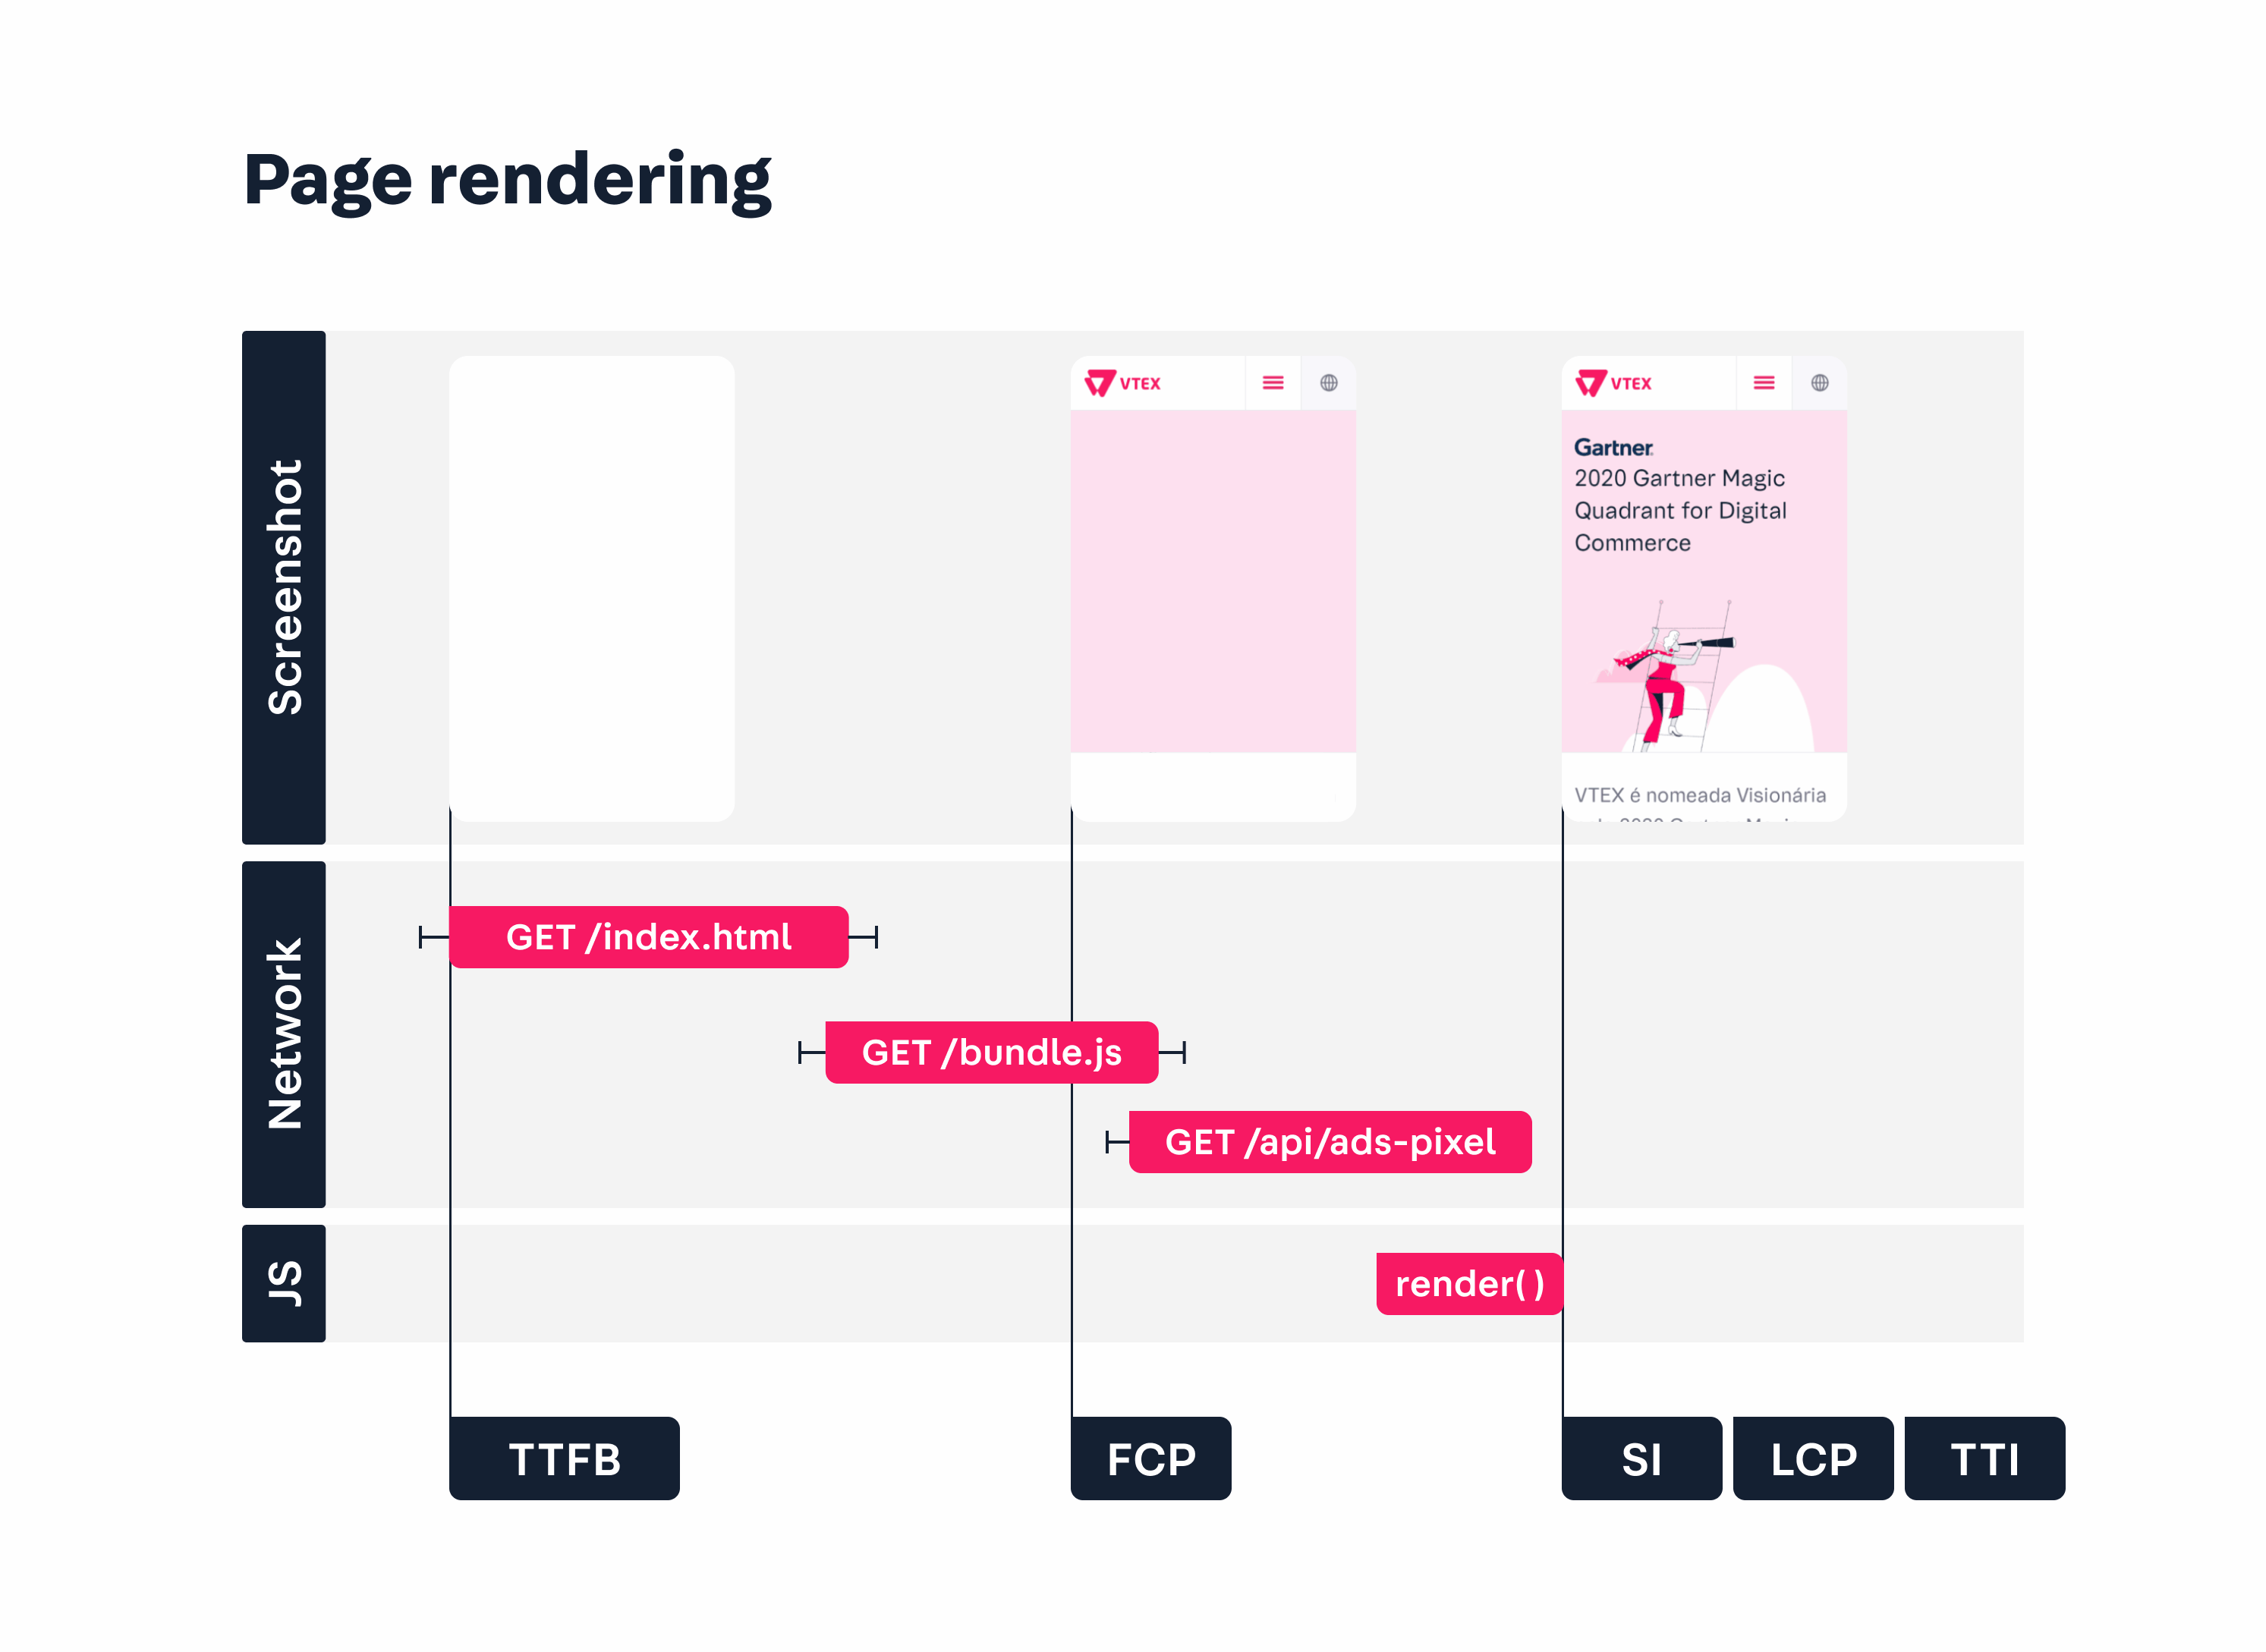 Page rendering
Screenshot
VTEX
VTEX
Gartner
2020 Gartner Magic
Quadrant for Digital
Commerce
VTEX é nomeada Visionária
Network
GET /index.html
GET /bundle.js
GET /api/ads-pixel
JS
render( )
TTFB
FCP
SI
LCP
TTI